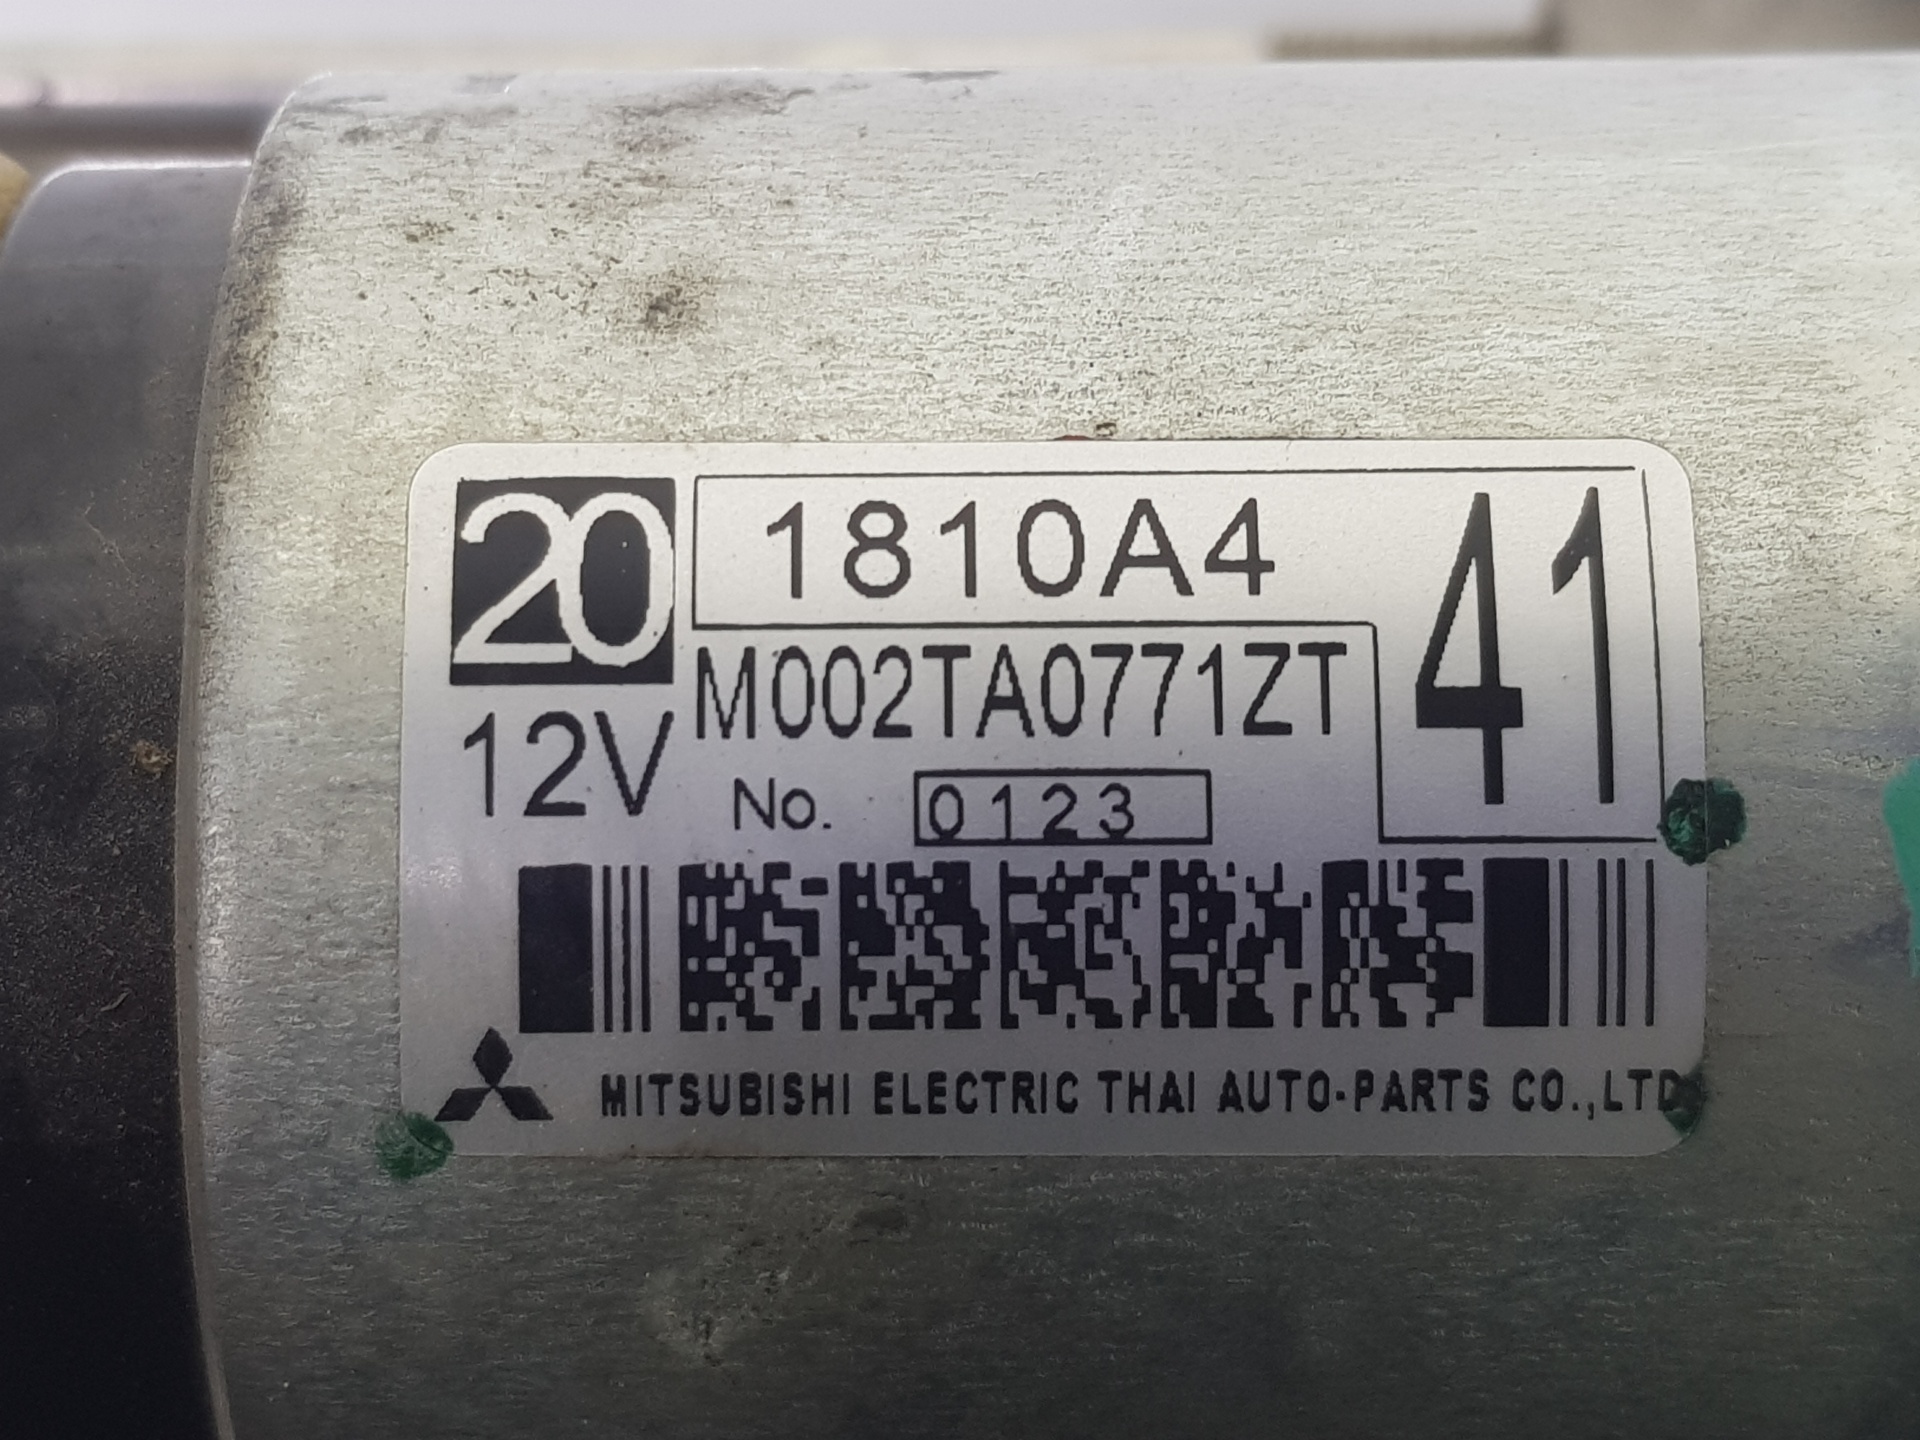 20 1810A4 41
M002TA0771ZT
12V
No. 0123
MITSUBISHI ELECTRIC THAI AUTO-PARTS CO.,LTD